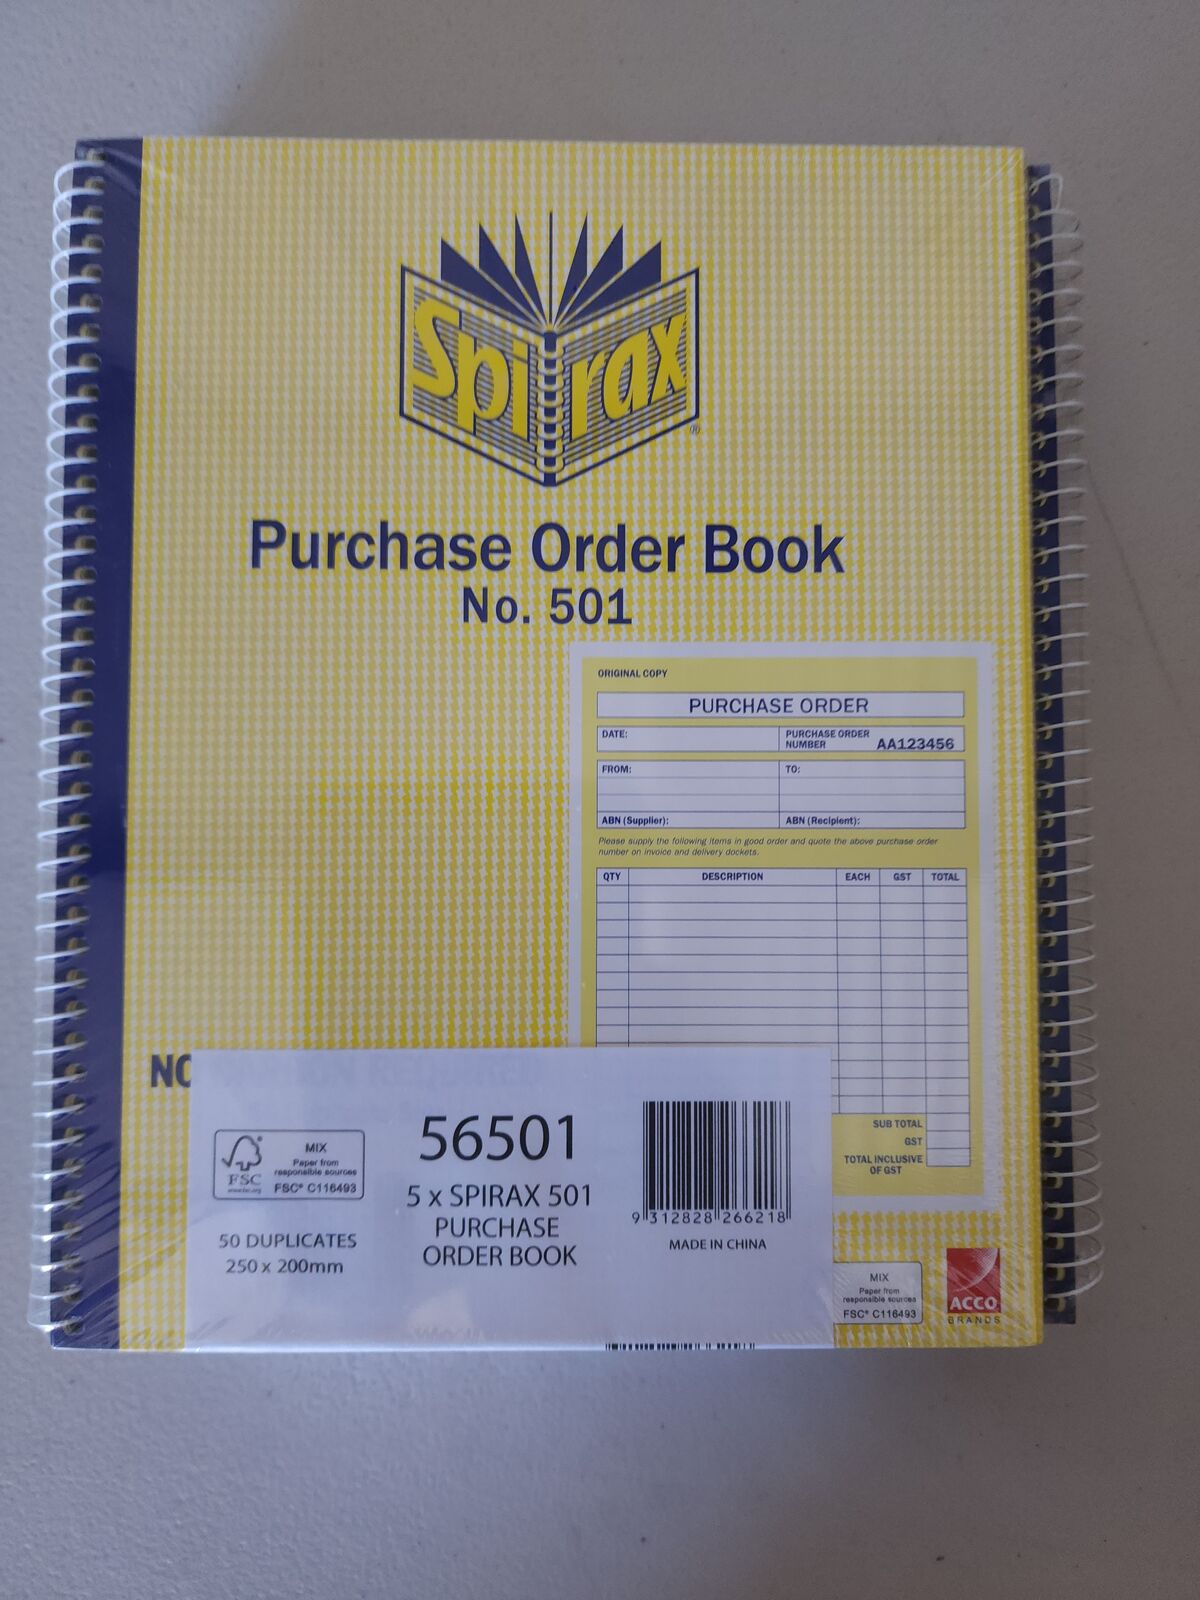 Spirax
®
Purchase Order Book
No. 501
ORIGINAL COPY
PURCHASE ORDER
DATE:
PURCHASE ORDER
NUMBER AA123456
FROM:
TO:
ABN (Supplier):
ABN (Recipient):
Please supply the following items in good order and quote the above purchase order
number on invoice and delivery dockets.
QTY DESCRIPTION EACH GST TOTAL
SUB TOTAL
GST
TOTAL INCLUSIVE
OF GST
FSC
www.fsc.org
MIX
Paper from
responsible sources
FSC® C116493
50 DUPLICATES
250 x 200mm
56501
5 x SPIRAX 501
PURCHASE
ORDER BOOK
9 312828 266218
MADE IN CHINA
MIX
Paper from
responsible sources
FSC® C116493
ACCO
BRANDS